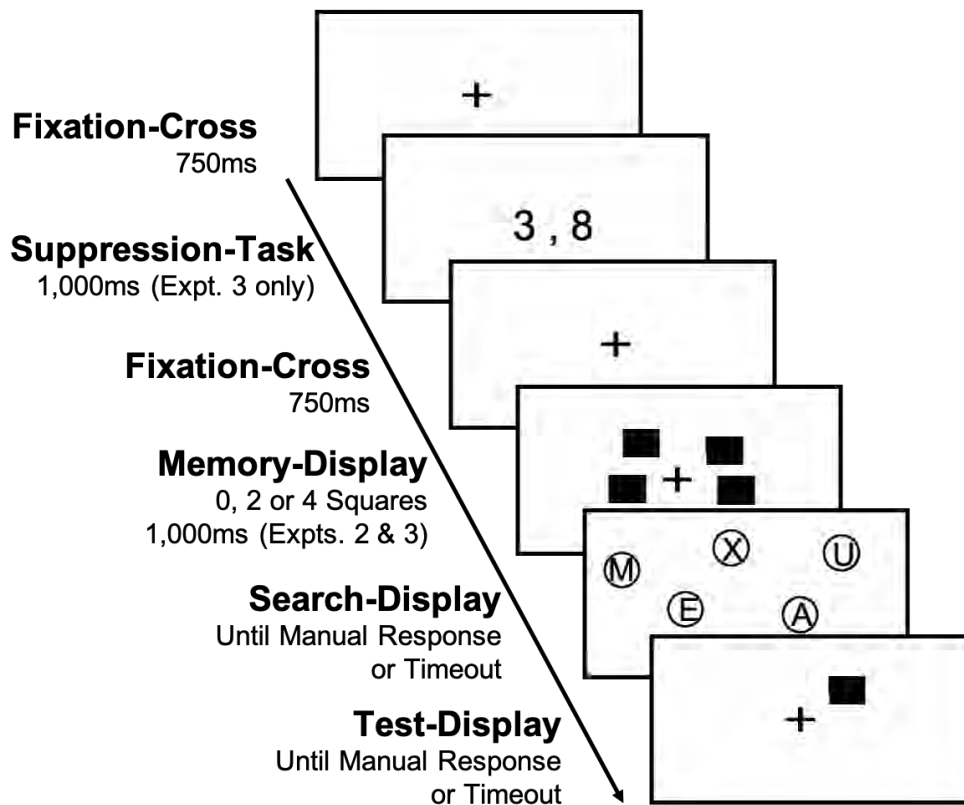 Fixation-Cross
750ms
3 , 8
Suppression-Task
1,000ms (Expt. 3 only)
Fixation-Cross
750ms
Memory-Display
0, 2 or 4 Squares
1,000ms (Expts. 2 & 3)
M X U
E A
Search-Display
Until Manual Response
or Timeout
Test-Display
Until Manual Response
or Timeout